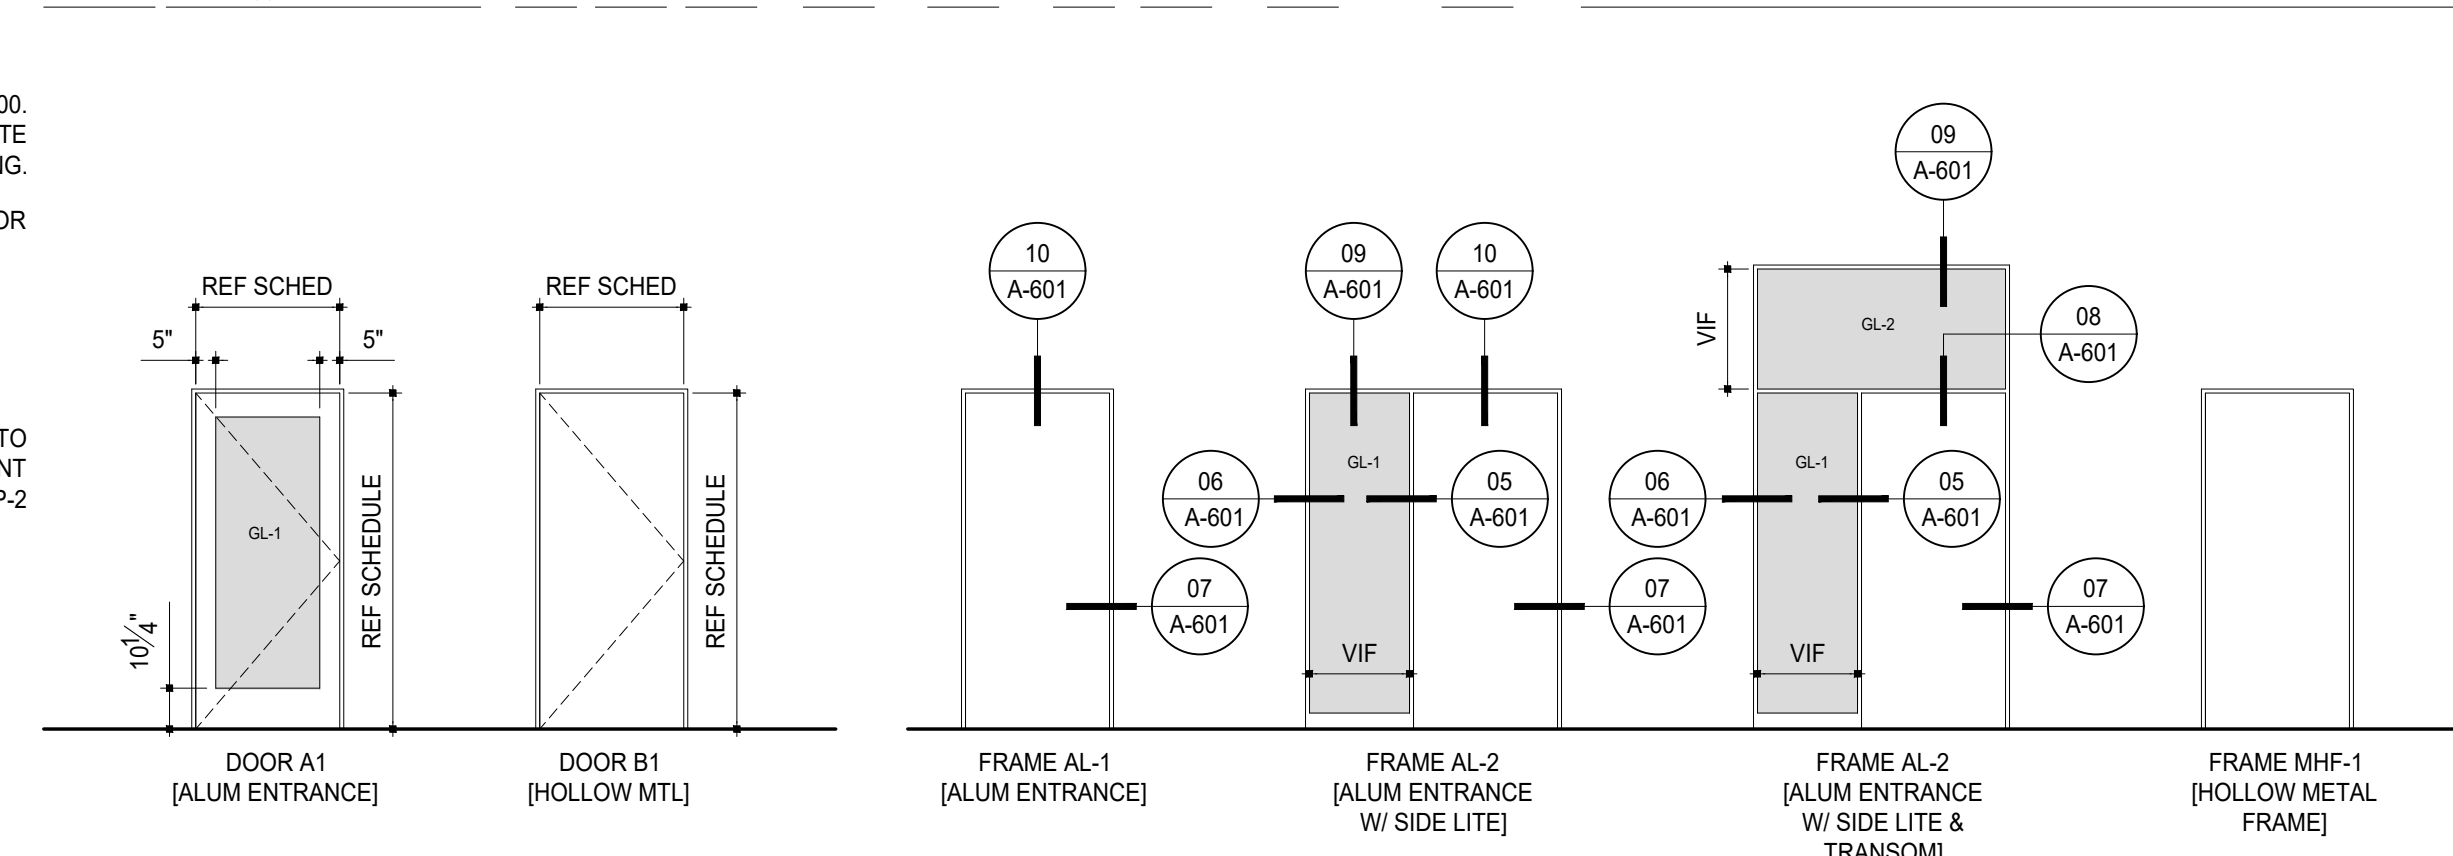 00.
TE
NG.
OR
TO
NT
P-2
REF SCHED
5"
5"
GL-1
10 1/4"
REF SCHEDULE
DOOR A1
[ALUM ENTRANCE]
REF SCHED
REF SCHEDULE
DOOR B1
[HOLLOW MTL]
10
A-601
07
A-601
FRAME AL-1
[ALUM ENTRANCE]
09
A-601
10
A-601
GL-1
06
A-601
05
A-601
07
A-601
VIF
FRAME AL-2
[ALUM ENTRANCE
W/ SIDE LITE]
09
A-601
VIF
GL-2
08
A-601
GL-1
06
A-601
05
A-601
07
A-601
VIF
FRAME AL-2
[ALUM ENTRANCE
W/ SIDE LITE &
TRANSOM]
FRAME MHF-1
[HOLLOW METAL
FRAME]